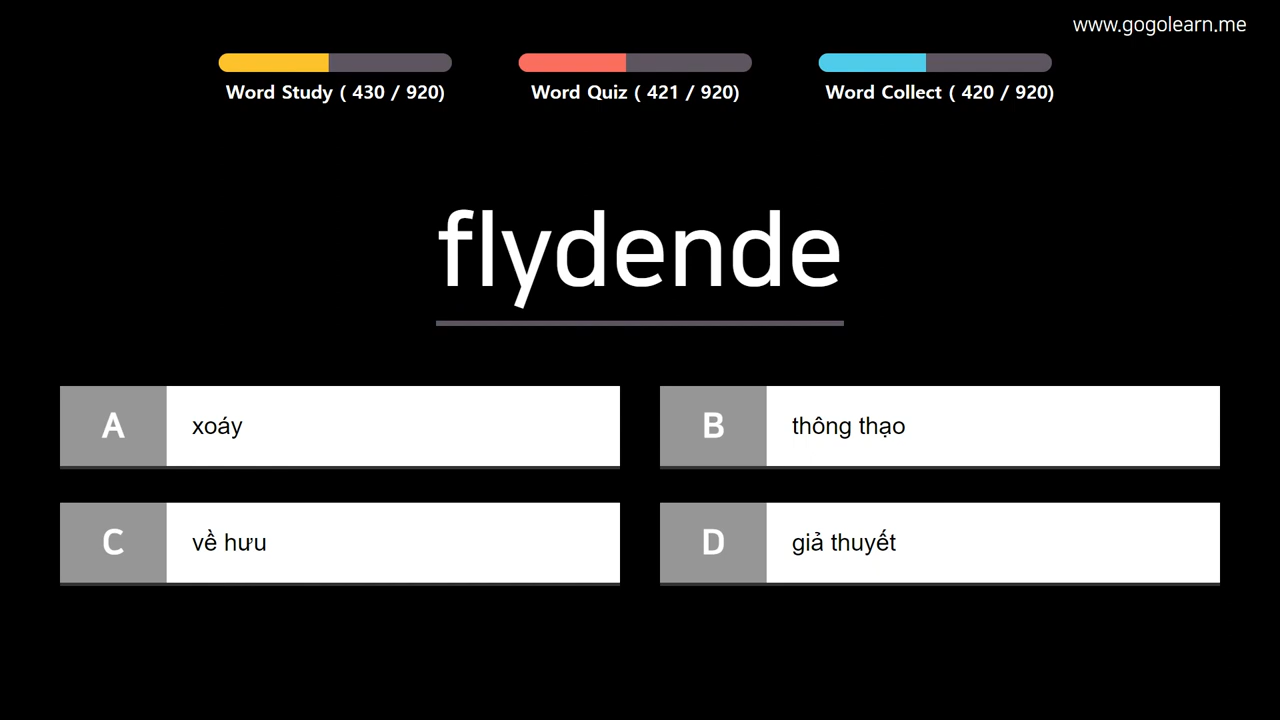 www.gogolearn.me
Word Study ( 430 / 920)
Word Quiz ( 421 / 920)
Word Collect ( 420 / 920)
flydende
A xoáy
B thông thạo
C về hưu
D giả thuyết